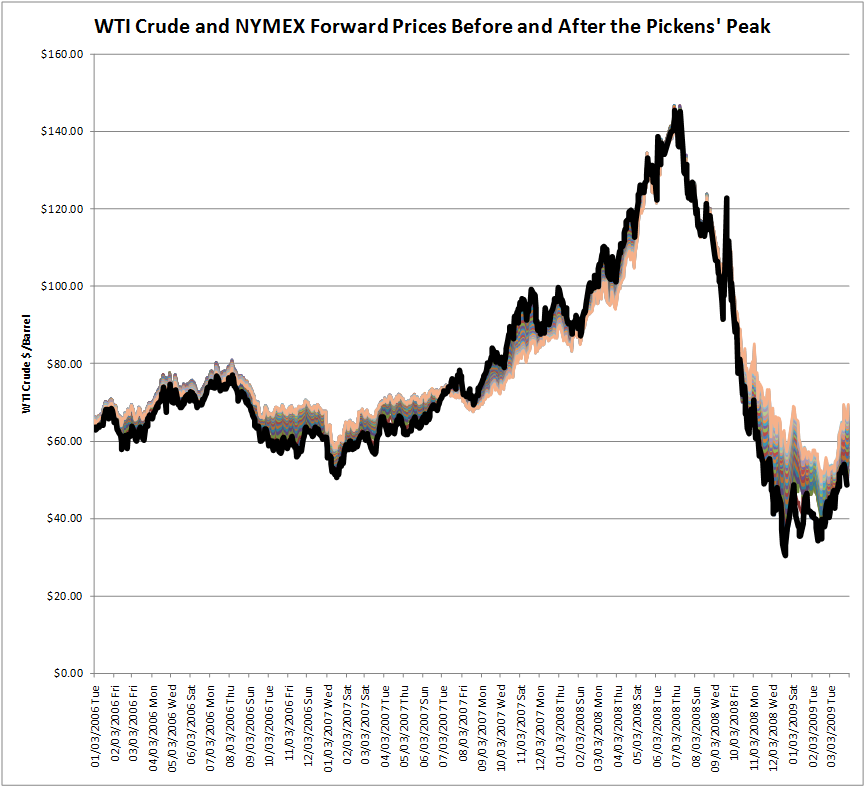 WTI Crude and NYMEX Forward Prices Before and After the Pickens' Peak
$160.00
$140.00
$120.00
$100.00
$80.00
$60.00
$40.00
$20.00
$0.00
WTI Crude $/Barrel
01/03/2006 Tue
02/03/2006 Fri
03/03/2006 Fri
04/03/2006 Mon
05/03/2006 Wed
06/03/2006 Sat
07/03/2006 Mon
08/03/2006 Thu
09/03/2006 Sun
10/03/2006 Tue
11/03/2006 Fri
12/03/2006 Sun
01/03/2007 Wed
02/03/2007 Sat
03/03/2007 Sat
04/03/2007 Tue
05/03/2007 Thu
06/03/2007 Sun
07/03/2007 Tue
08/03/2007 Fri
09/03/2007 Mon
10/03/2007 Wed
11/03/2007 Sat
12/03/2007 Mon
01/03/2008 Thu
02/03/2008 Sun
03/03/2008 Mon
04/03/2008 Thu
05/03/2008 Sat
06/03/2008 Tue
07/03/2008 Thu
08/03/2008 Sun
09/03/2008 Wed
10/03/2008 Fri
11/03/2008 Mon
12/03/2008 Wed
01/03/2009 Sat
02/03/2009 Tue
03/03/2009 Tue